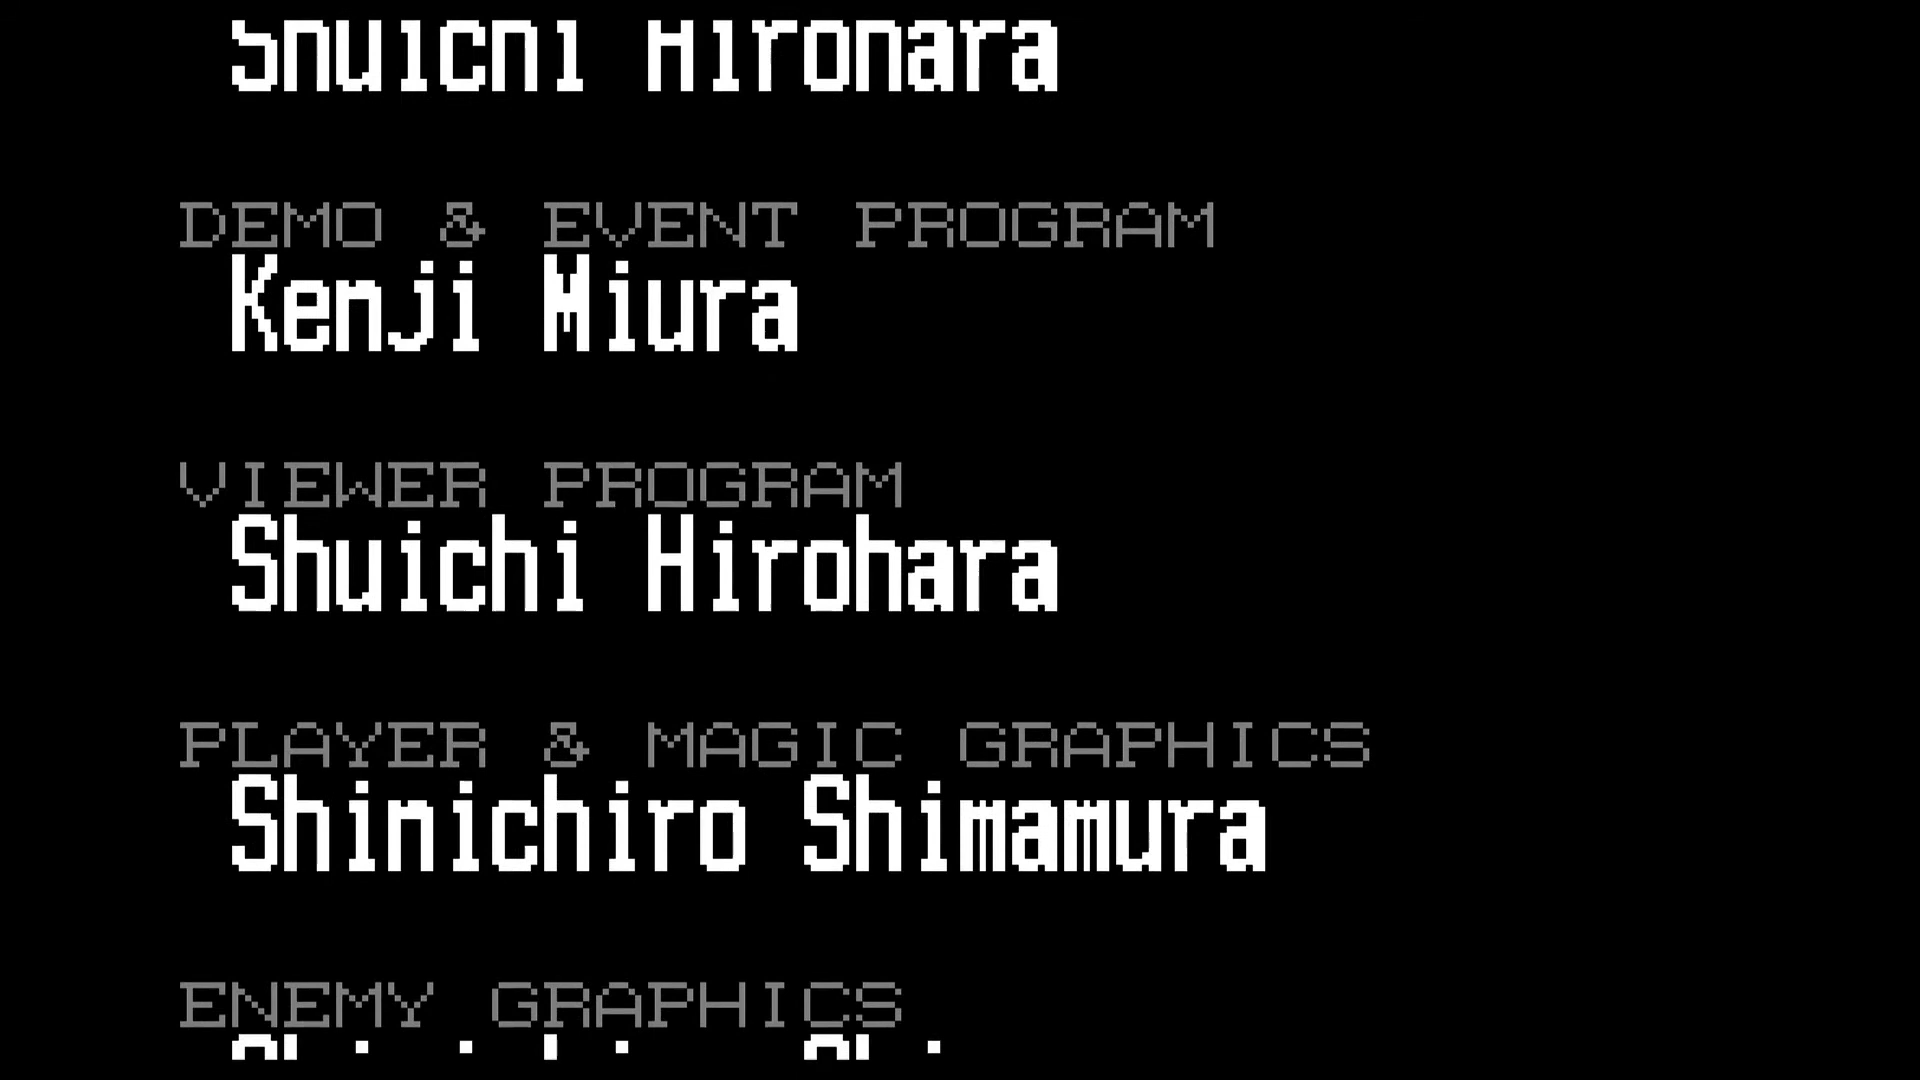 Shuichi Hirohara
DEMO & EVENT PROGRAM
Kenji Miura
VIEWER PROGRAM
Shuichi Hirohara
PLAYER & MAGIC GRAPHICS
Shinichiro Shimamura
ENEMY GRAPHICS